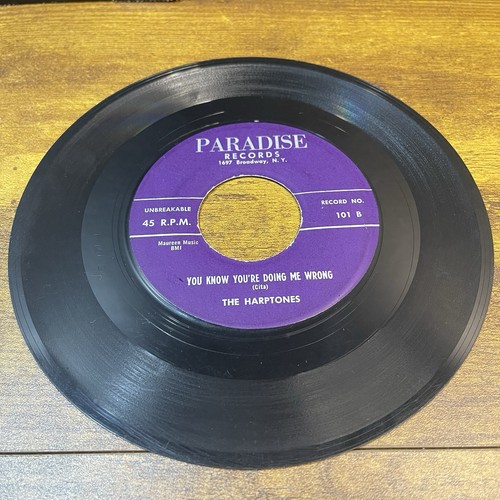 PARADISE
RECORDS
1697 Broadway, N. Y.
UNBREAKABLE
45 R.P.M.
Maureen Music
BMI
RECORD NO.
101 B
YOU KNOW YOU'RE DOING ME WRONG
(Cita)
THE HARPTONES